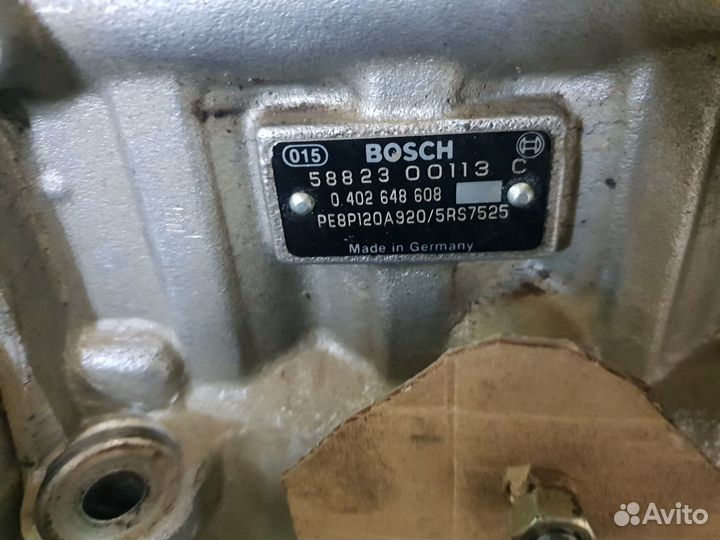 015 BOSCH
58823 00113 C
0.402 648 608
PE8P120A920/5RS7525
Made in Germany
Avito